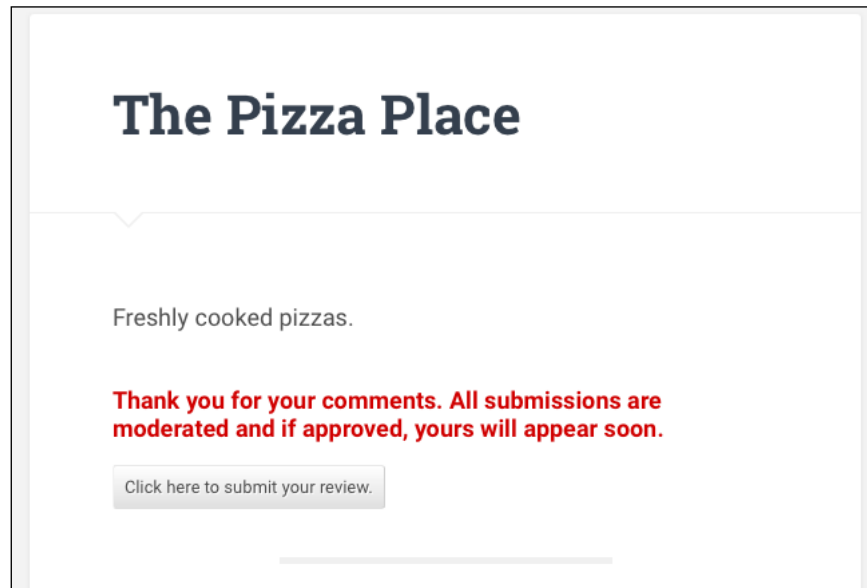 The Pizza Place
Freshly cooked pizzas.
Thank you for your comments. All submissions are
moderated and if approved, yours will appear soon.
Click here to submit your review.